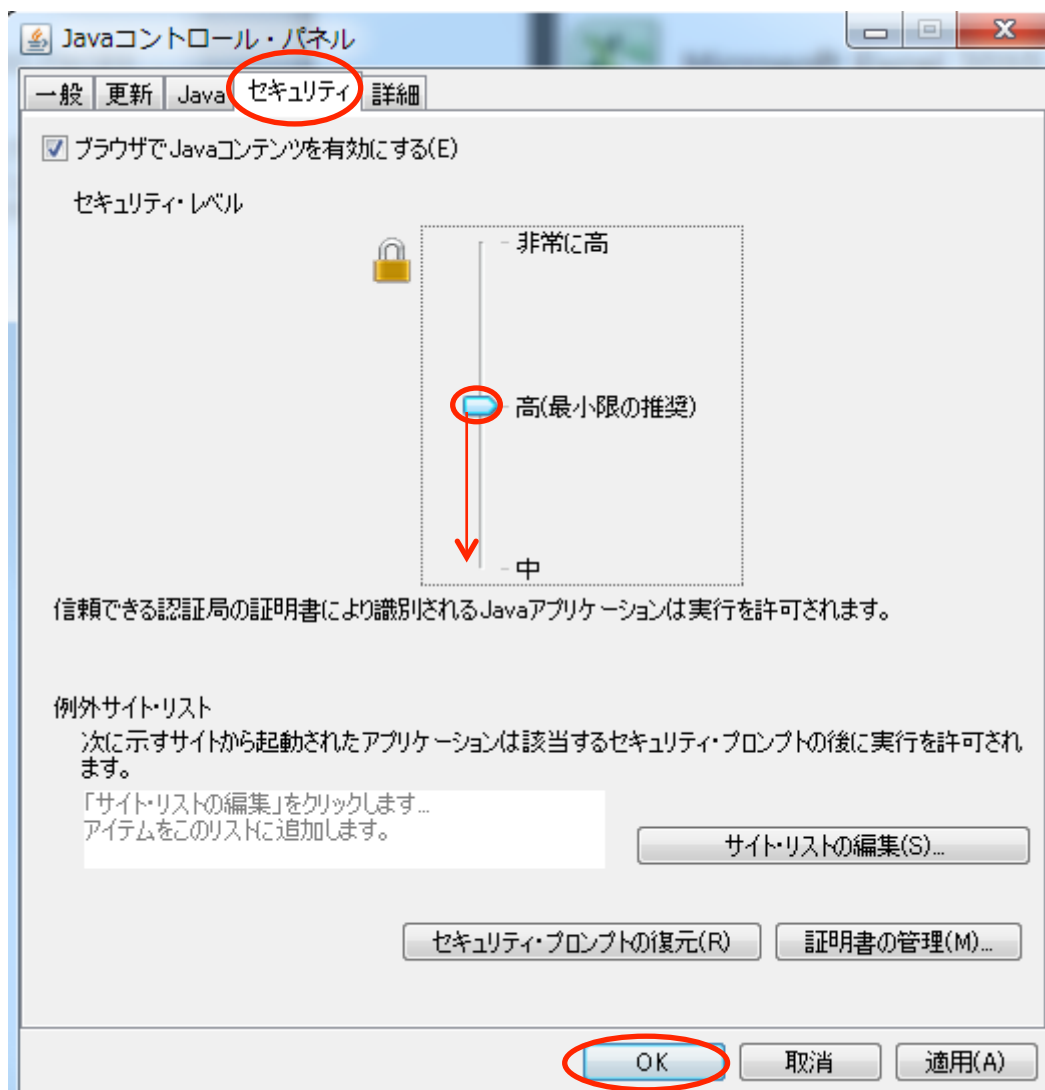 Javaコントロール・パネル
一般 更新 Java セキュリティ 詳細
ブラウザでJavaコンテンツを有効にする(E)
セキュリティ・レベル
非常に高
高(最小限の推奨)
中
信頼できる認証局の証明書により識別されるJavaアプリケーションは実行を許可されます。
例外サイト・リスト
次に示すサイトから起動されたアプリケーションは該当するセキュリティ・プロンプトの後に実行を許可され
ます。
「サイト・リストの編集」をクリックします...
アイテムをこのリストに追加します。
サイト・リストの編集(S)...
セキュリティ・プロンプトの復元(R) 証明書の管理(M)...
OK 取消 適用(A)